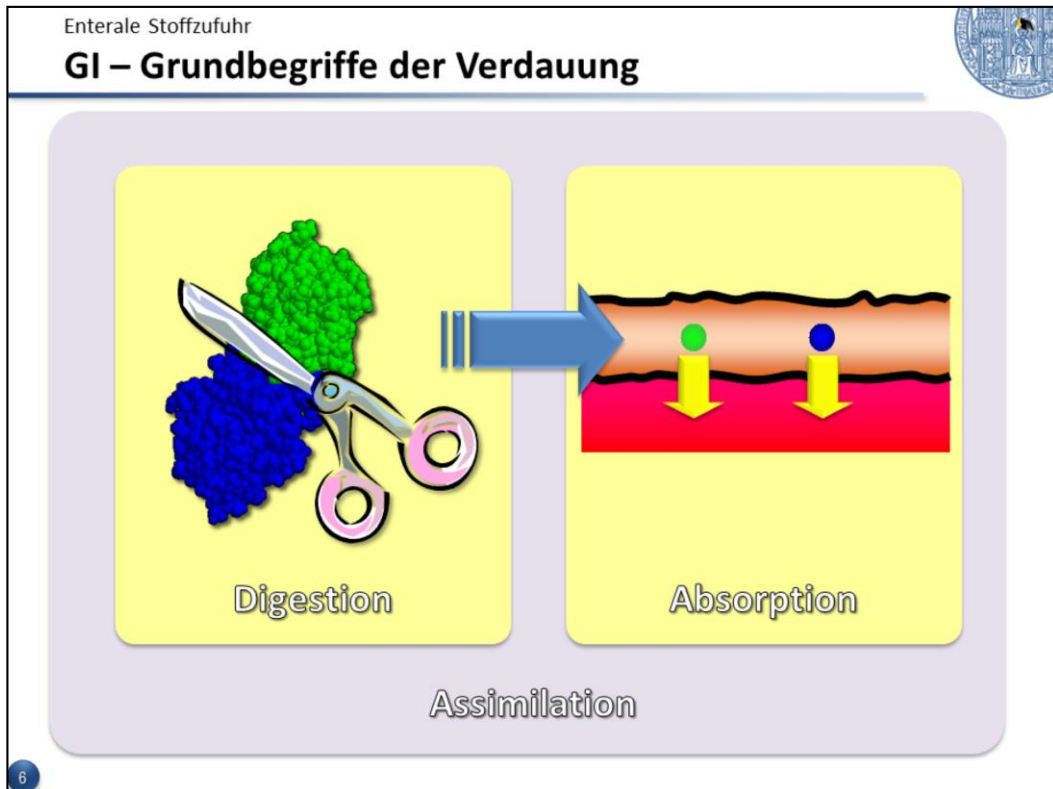 Enterale Stoffzufuhr
GI – Grundbegriffe der Verdauung
Digestion
Absorption
Assimilation
6